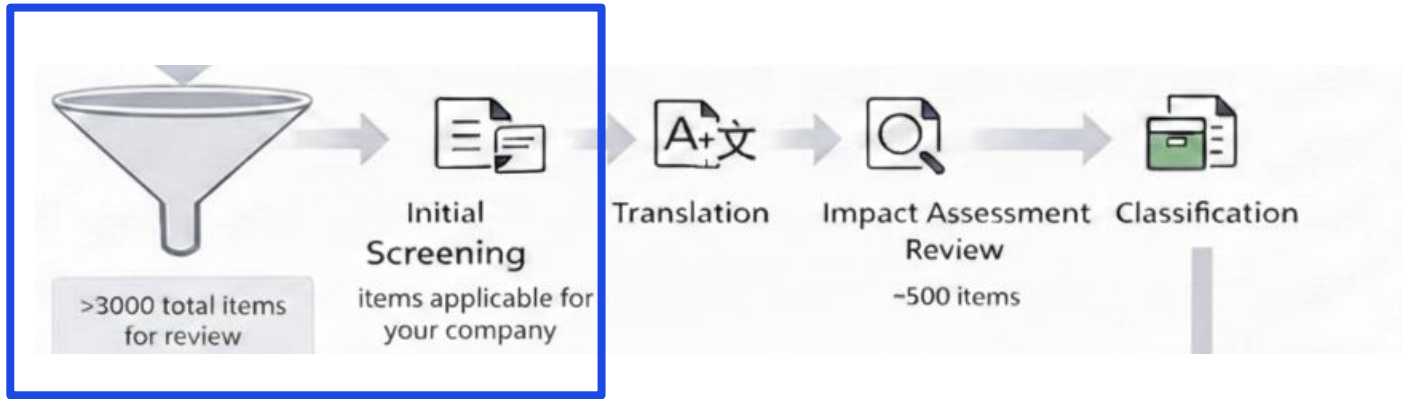 A+文
Initial
Screening
Translation
Impact Assessment
Review
Classification
>3000 total items
for review
items applicable for
your company
~500 items